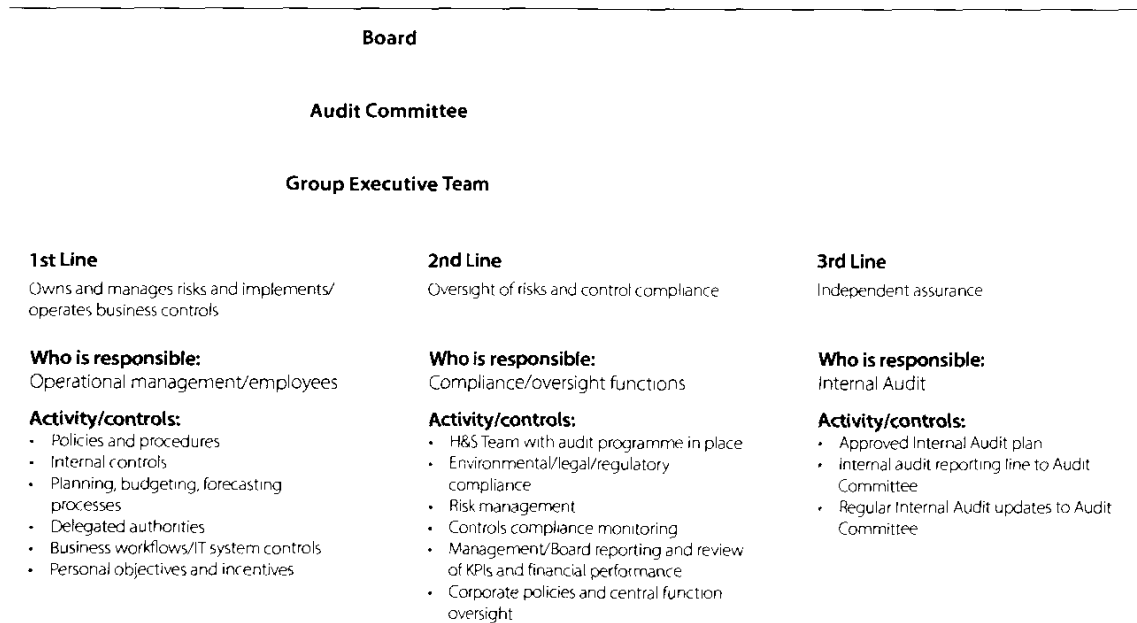 Board
Audit Committee
Group Executive Team
1st Line
Owns and manages risks and implements/
operates business controls
Who is responsible:
Operational management/employees
Activity/controls:
• Policies and procedures
• Internal controls
• Planning, budgeting, forecasting
processes
• Delegated authorities
• Business workflows/IT system controls
• Personal objectives and incentives
2nd Line
Oversight of risks and control compliance
Who is responsible:
Compliance/oversight functions
Activity/controls:
• H&S Team with audit programme in place
• Environmental/legal/regulatory
compliance
• Risk management
• Controls compliance monitoring
• Management/Board reporting and review
of KPIs and financial performance
• Corporate policies and central function
oversight
3rd Line
Independent assurance
Who is responsible:
Internal Audit
Activity/controls:
• Approved Internal Audit plan
• Internal audit reporting line to Audit
Committee
• Regular Internal Audit updates to Audit
Committee